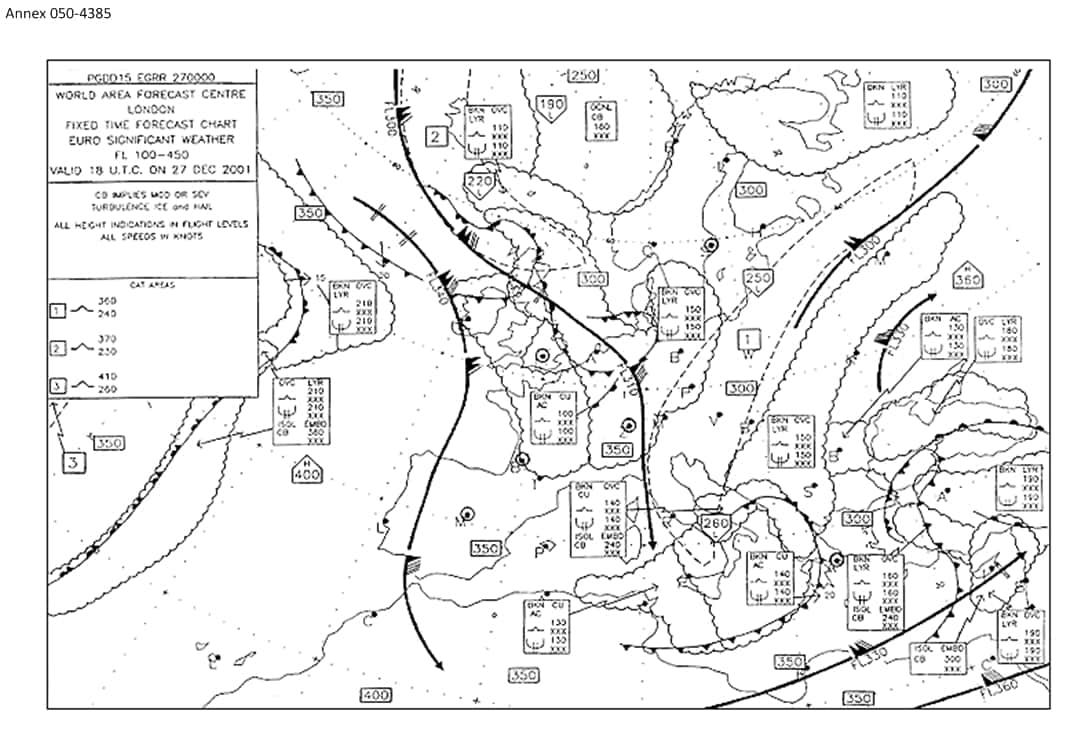 Annex 050-4385
PGDD15 EGRR 270000
WORLD AREA FORECAST CENTRE
LONDON
FIXED TIME FORECAST CHART
EURO SIGNIFICANT WEATHER
FL 100-450
VALID 18 U.T.C. ON 27 DEC 2001
CB IMPLIES MOD OR SEV
TURBULENCE ICE and HAIL
ALL HEIGHT INDICATIONS IN FLIGHT LEVELS
ALL SPEEDS IN KNOTS
CAT AREAS
1
360
240
2
370
230
3
410
260
350
FL300
2
BKN OVC
LYR
110
XXX
110
XXX
250
190
L
OCNL
CB
160
XXX
BKN LYR
110
XXX
110
XXX
300
220
L
350
300
15
20
BKN OVC
LYR
210
XXX
210
XXX
FL340
300
BKN OVC
LYR
150
XXX
150
XXX
250
L
FL300
H
360
1
W
FL330
BKN AC
130
XXX
130
XXX
OVC LYR
180
XXX
180
XXX
OVC LYR
210
XXX
210
XXX
ISOL EMBD
CB 360
XXX
FL310
300
BKN CU
AC
100
XXX
100
XXX
350
3
H
400
350
BKN OVC
LYR
150
XXX
150
XXX
BKN LYR
190
XXX
190
XXX
BKN OVC
CU
140
XXX
140
XXX
ISOL EMBD
CB 240
XXX
260
L
300
350
BKN CU
AC
140
XXX
140
XXX
20
BKN OVC
LYR
160
XXX
160
XXX
ISOL EMBD
CB 240
XXX
BKN CU
AC
130
XXX
130
XXX
BKN OVC
LYR
190
XXX
190
XXX
ISOL EMBD
CB 300
XXX
350
FL330
350
400
350
FL360